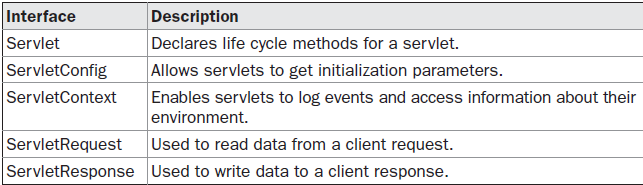 Interface Description
Servlet Declares life cycle methods for a servlet.
ServletConfig Allows servlets to get initialization parameters.
ServletContext Enables servlets to log events and access information about their
environment.
ServletRequest Used to read data from a client request.
ServletResponse Used to write data to a client response.